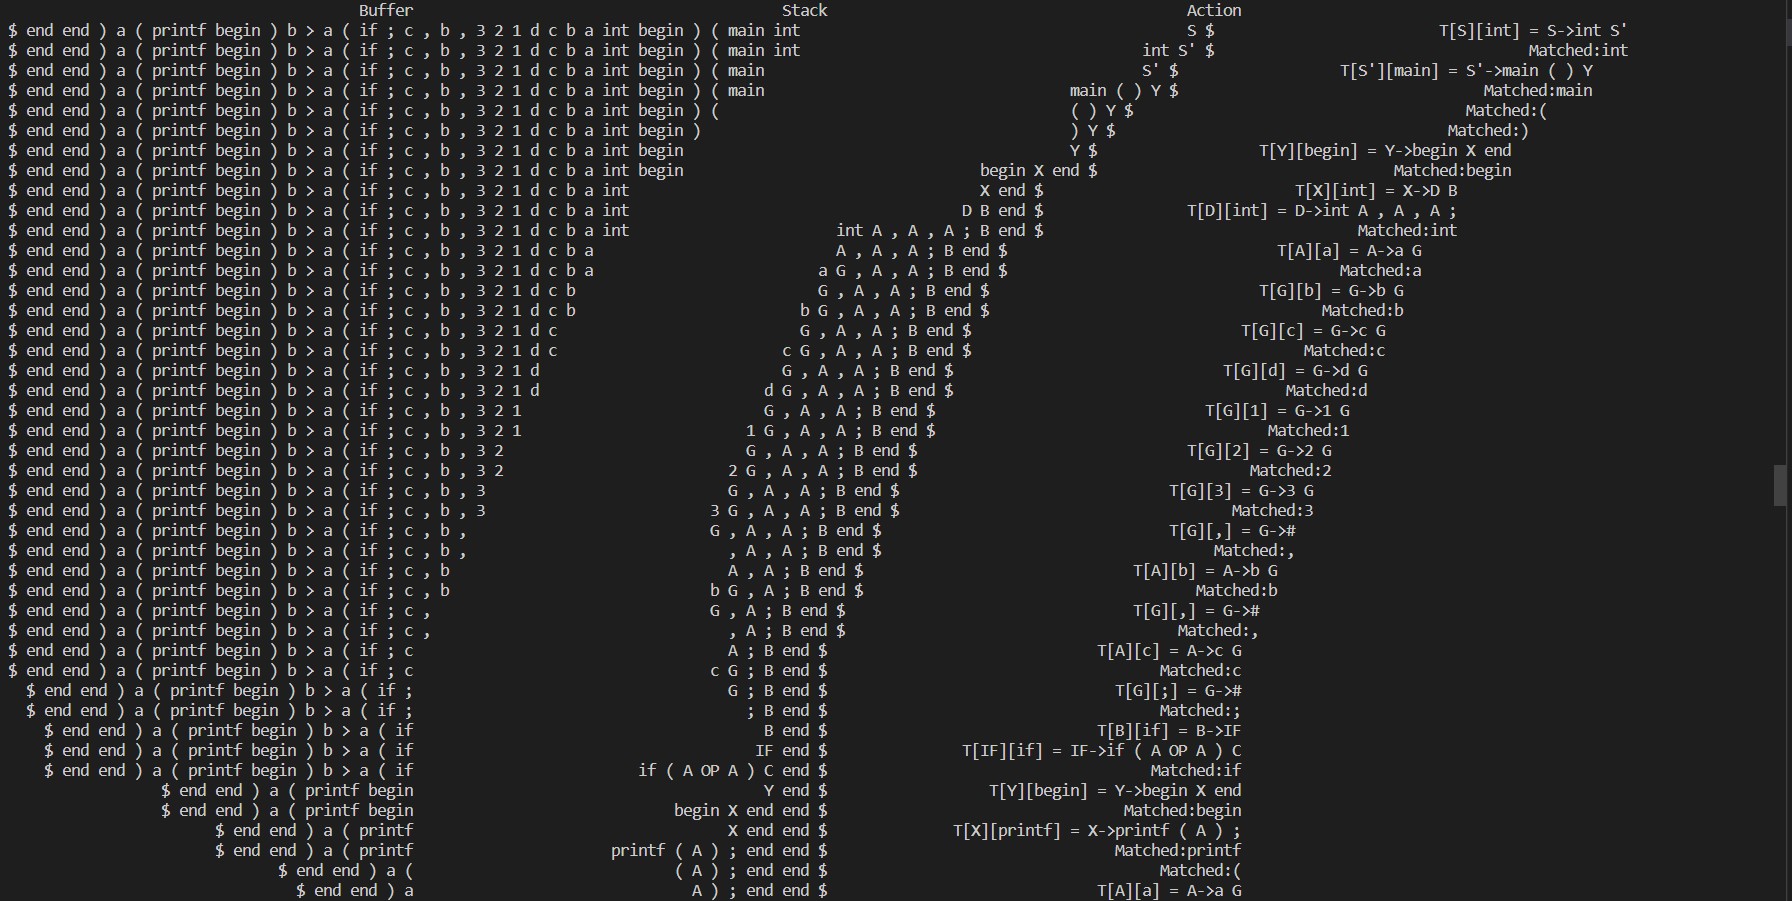 Buffer Stack Action
$ end end ) a ( printf begin ) b > a ( if ; c , b , 3 2 1 d c b a int begin ) ( main int S $ T[S][int] = S->int S'
$ end end ) a ( printf begin ) b > a ( if ; c , b , 3 2 1 d c b a int begin ) ( main int int S' $ Matched:int
$ end end ) a ( printf begin ) b > a ( if ; c , b , 3 2 1 d c b a int begin ) ( main S' $ T[S'][main] = S'->main ( ) Y
$ end end ) a ( printf begin ) b > a ( if ; c , b , 3 2 1 d c b a int begin ) ( main main ( ) Y $ Matched:main
$ end end ) a ( printf begin ) b > a ( if ; c , b , 3 2 1 d c b a int begin ) ( ( ) Y $ Matched:(
$ end end ) a ( printf begin ) b > a ( if ; c , b , 3 2 1 d c b a int begin ) ) Y $ Matched:)
$ end end ) a ( printf begin ) b > a ( if ; c , b , 3 2 1 d c b a int begin Y $ T[Y][begin] = Y->begin X end
$ end end ) a ( printf begin ) b > a ( if ; c , b , 3 2 1 d c b a int begin begin X end $ Matched:begin
$ end end ) a ( printf begin ) b > a ( if ; c , b , 3 2 1 d c b a int X end $ T[X][int] = X->D B
$ end end ) a ( printf begin ) b > a ( if ; c , b , 3 2 1 d c b a int D B end $ T[D][int] = D->int A , A , A ;
$ end end ) a ( printf begin ) b > a ( if ; c , b , 3 2 1 d c b a int int A , A , A ; B end $ Matched:int
$ end end ) a ( printf begin ) b > a ( if ; c , b , 3 2 1 d c b a A , A , A ; B end $ T[A][a] = A->a G
$ end end ) a ( printf begin ) b > a ( if ; c , b , 3 2 1 d c b a a G , A , A ; B end $ Matched:a
$ end end ) a ( printf begin ) b > a ( if ; c , b , 3 2 1 d c b G , A , A ; B end $ T[G][b] = G->b G
$ end end ) a ( printf begin ) b > a ( if ; c , b , 3 2 1 d c b b G , A , A ; B end $ Matched:b
$ end end ) a ( printf begin ) b > a ( if ; c , b , 3 2 1 d c G , A , A ; B end $ T[G][c] = G->c G
$ end end ) a ( printf begin ) b > a ( if ; c , b , 3 2 1 d c c G , A , A ; B end $ Matched:c
$ end end ) a ( printf begin ) b > a ( if ; c , b , 3 2 1 d G , A , A ; B end $ T[G][d] = G->d G
$ end end ) a ( printf begin ) b > a ( if ; c , b , 3 2 1 d d G , A , A ; B end $ Matched:d
$ end end ) a ( printf begin ) b > a ( if ; c , b , 3 2 1 G , A , A ; B end $ T[G][1] = G->1 G
$ end end ) a ( printf begin ) b > a ( if ; c , b , 3 2 1 1 G , A , A ; B end $ Matched:1
$ end end ) a ( printf begin ) b > a ( if ; c , b , 3 2 G , A , A ; B end $ T[G][2] = G->2 G
$ end end ) a ( printf begin ) b > a ( if ; c , b , 3 2 2 G , A , A ; B end $ Matched:2
$ end end ) a ( printf begin ) b > a ( if ; c , b , 3 G , A , A ; B end $ T[G][3] = G->3 G
$ end end ) a ( printf begin ) b > a ( if ; c , b , 3 3 G , A , A ; B end $ Matched:3
$ end end ) a ( printf begin ) b > a ( if ; c , b , G , A , A ; B end $ T[G][,] = G->#
$ end end ) a ( printf begin ) b > a ( if ; c , b , , A , A ; B end $ Matched:,
$ end end ) a ( printf begin ) b > a ( if ; c , b A , A ; B end $ T[A][b] = A->b G
$ end end ) a ( printf begin ) b > a ( if ; c , b b G , A ; B end $ Matched:b
$ end end ) a ( printf begin ) b > a ( if ; c , G , A ; B end $ T[G][,] = G->#
$ end end ) a ( printf begin ) b > a ( if ; c , , A ; B end $ Matched:,
$ end end ) a ( printf begin ) b > a ( if ; c A ; B end $ T[A][c] = A->c G
$ end end ) a ( printf begin ) b > a ( if ; c c G ; B end $ Matched:c
$ end end ) a ( printf begin ) b > a ( if ; G ; B end $ T[G][;] = G->#
$ end end ) a ( printf begin ) b > a ( if ; ; B end $ Matched:;
$ end end ) a ( printf begin ) b > a ( if B end $ T[B][if] = B->IF
$ end end ) a ( printf begin ) b > a ( if IF end $ T[IF][if] = IF->if ( A OP A ) C
$ end end ) a ( printf begin ) b > a ( if if ( A OP A ) C end $ Matched:if
$ end end ) a ( printf begin Y end $ T[Y][begin] = Y->begin X end
$ end end ) a ( printf begin begin X end end $ Matched:begin
$ end end ) a ( printf X end end $ T[X][printf] = X->printf ( A ) ;
$ end end ) a ( printf printf ( A ) ; end end $ Matched:printf
$ end end ) a ( ( A ) ; end end $ Matched:(
$ end end ) a A ) ; end end $ T[A][a] = A->a G